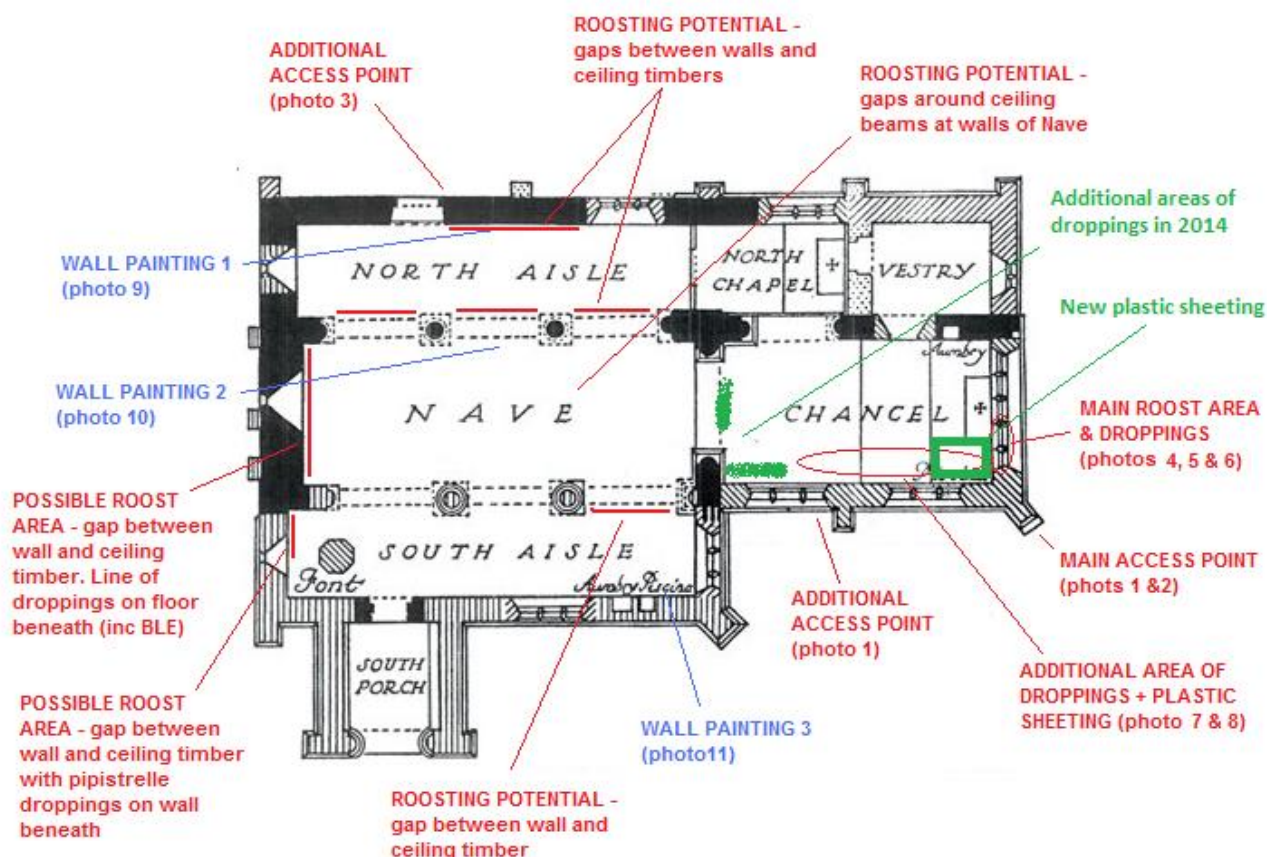 ROOSTING POTENTIAL -
gaps between walls and
ceiling timbers
ADDITIONAL
ACCESS POINT
(photo 3)
ROOSTING POTENTIAL -
gaps around ceiling
beams at walls of Nave
Additional areas of
droppings in 2014
WALL PAINTING 1
(photo 9)
NORTH AISLE
NORTH
CHAPEL
VESTRY
New plastic sheeting
Aumbry
WALL PAINTING 2
(photo 10)
NAVE
CHANCEL
MAIN ROOST AREA
& DROPPINGS
(photos 4, 5 & 6)
POSSIBLE ROOST
AREA - gap between
wall and ceiling
timber. Line of
droppings on floor
beneath (inc BLE)
SOUTH AISLE
Font
Aumbry Piscina
MAIN ACCESS POINT
(phots 1 &2)
ADDITIONAL
ACCESS POINT
(photo 1)
SOUTH
PORCH
ADDITIONAL AREA OF
DROPPINGS + PLASTIC
SHEETING (photo 7 & 8)
POSSIBLE ROOST
AREA - gap between
wall and ceiling timber
with pipistrelle
droppings on wall
beneath
WALL PAINTING 3
(photo11)
ROOSTING POTENTIAL -
gap between wall and
ceiling timber